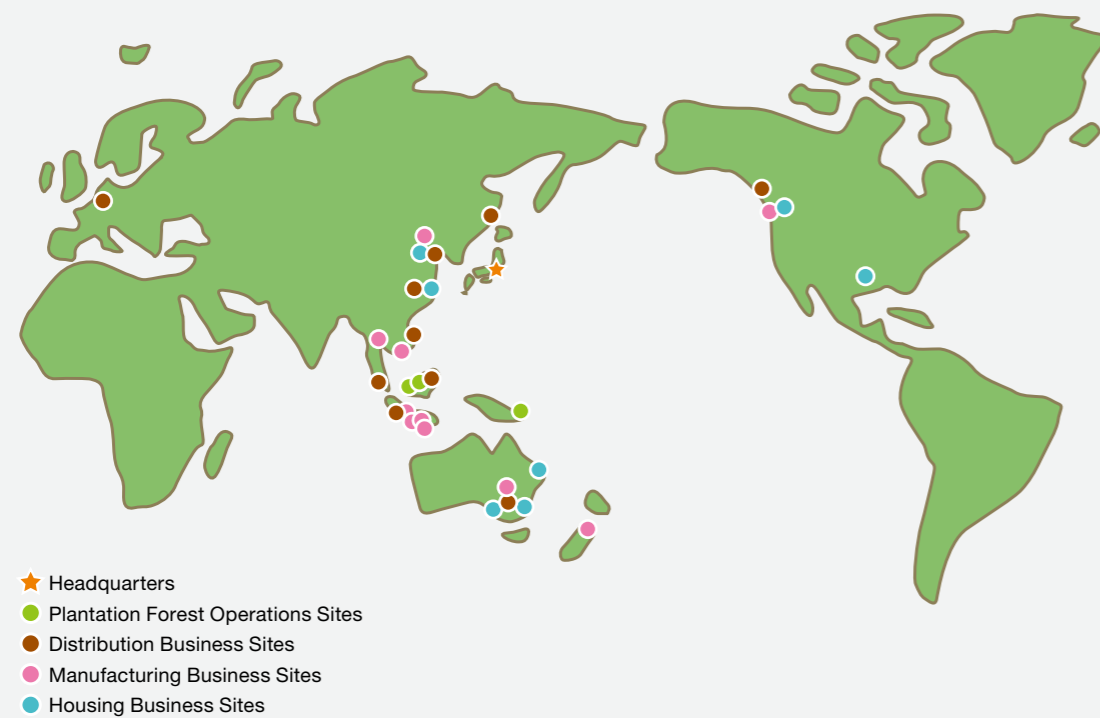 Headquarters
Plantation Forest Operations Sites
Distribution Business Sites
Manufacturing Business Sites
Housing Business Sites